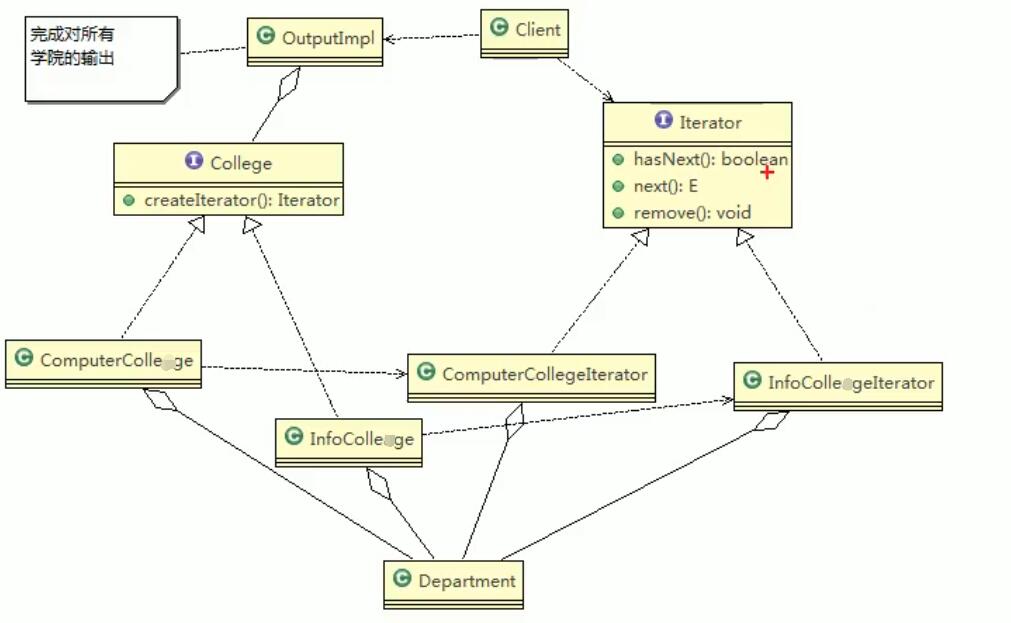 完成对所有
学院的输出
C OutputImpl
C Client
I Iterator
hasNext(): boolean
next(): E
remove(): void
I College
createIterator(): Iterator
C ComputerCollege
C ComputerCollegeIterator
C InfoCollegeIterator
C InfoCollege
C Department